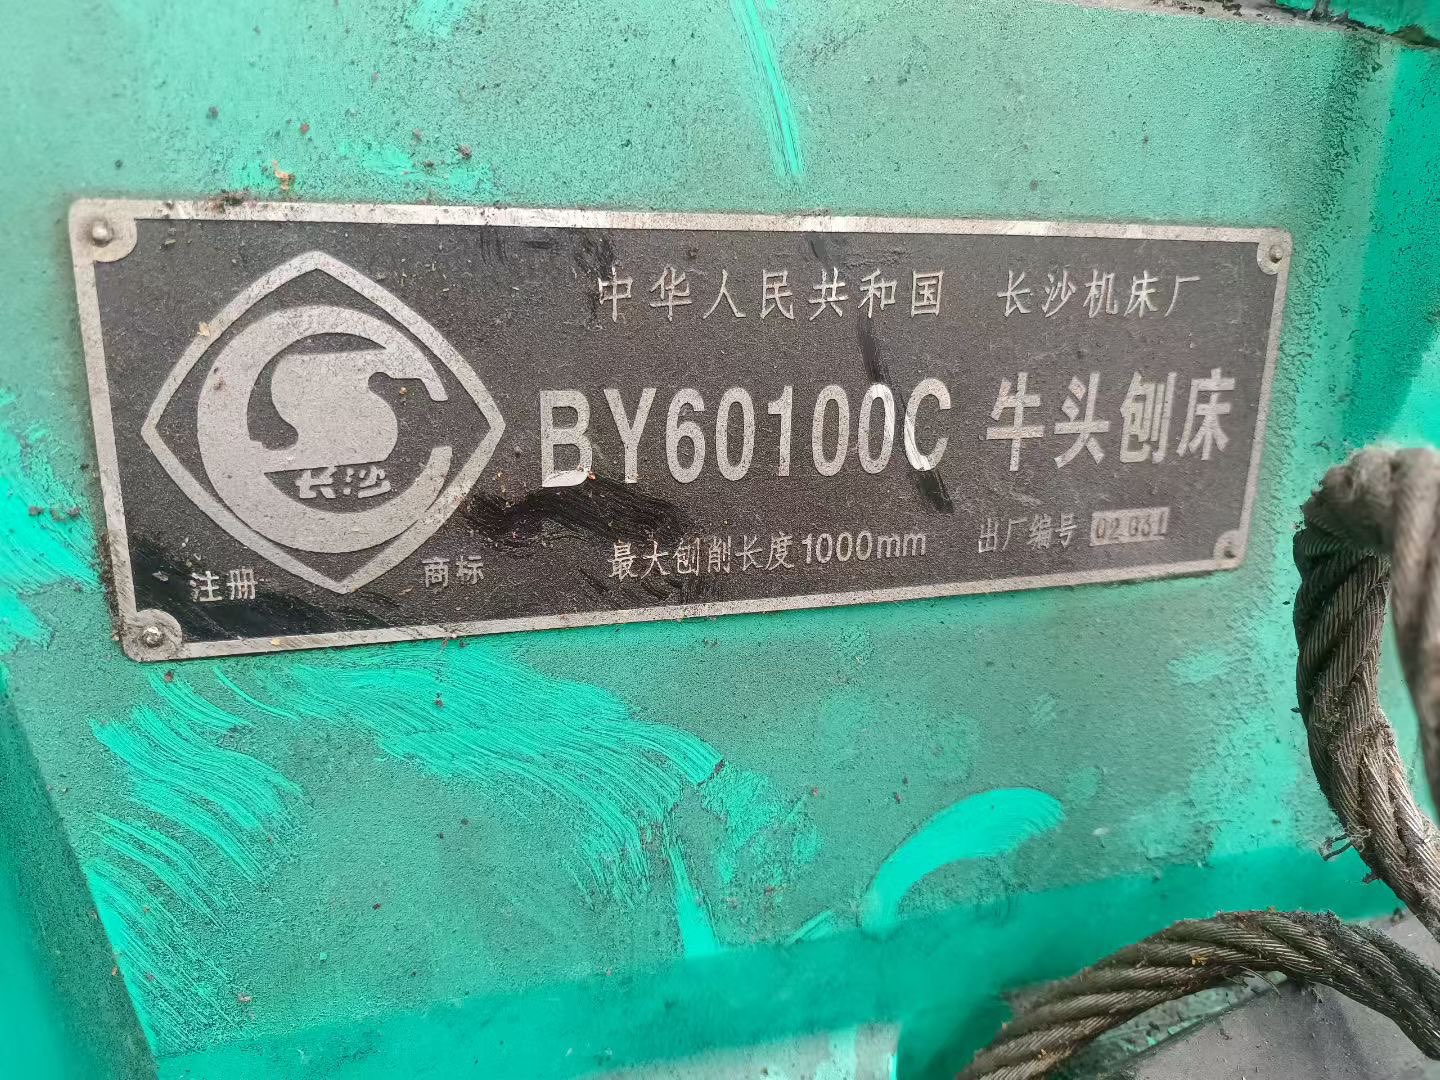 中华人民共和国 长沙机床厂
BY60100C 牛头刨床
长沙
最大刨削长度1000mm 出厂编号
注册 商标